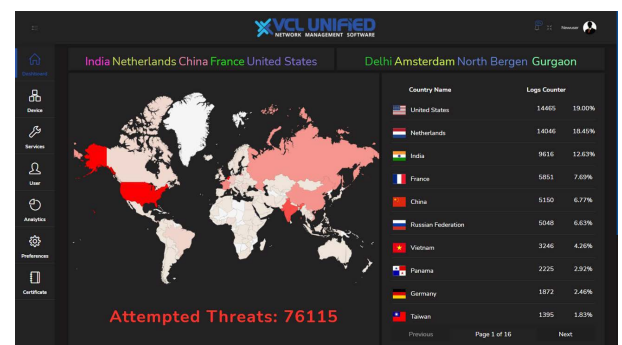 VCL UNIFIED
NETWORK MANAGEMENT SOFTWARE
Newuser
Dashboard
Device
Services
User
Analytics
Preferences
Certificate
India Netherlands China France United States
Delhi Amsterdam North Bergen Gurgaon
Attempted Threats: 76115
Country Name Logs Counter
United States 14465 19.00%
Netherlands 14046 18.45%
India 9616 12.63%
France 5851 7.69%
China 5150 6.77%
Russian Federation 5048 6.63%
Vietnam 3246 4.26%
Panama 2225 2.92%
Germany 1872 2.46%
Taiwan 1395 1.83%
Previous Page 1 of 16 Next